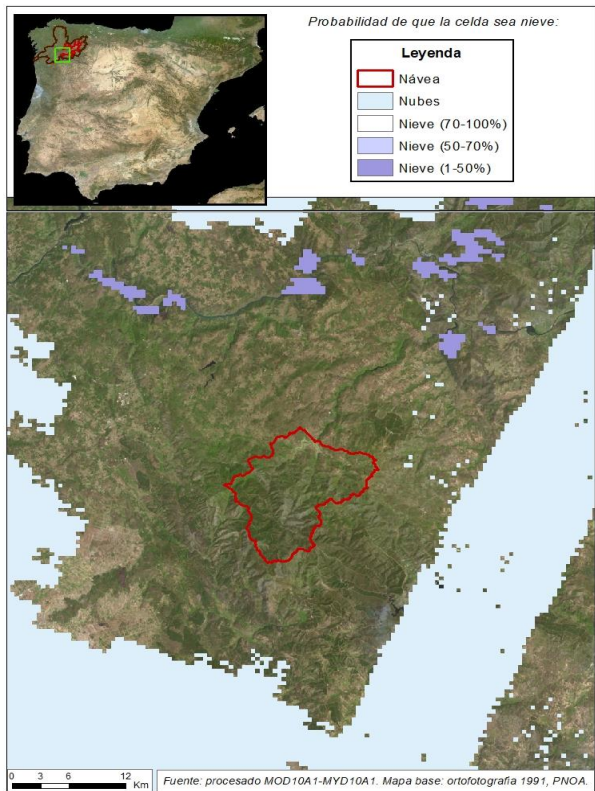 Probabilidad de que la celda sea nieve:
Leyenda
Návea
Nubes
Nieve (70-100%)
Nieve (50-70%)
Nieve (1-50%)
0 3 6 12
Km
Fuente: procesado MOD10A1-MYD10A1. Mapa base: ortofotografia 1991, PNOA.